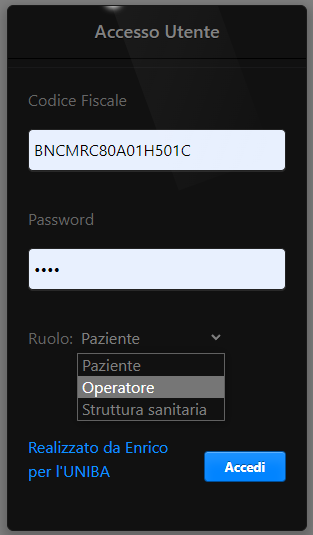 Accesso Utente
Codice Fiscale
BNCMRC80A01H501C
Password
••••
Ruolo: Paziente
Paziente
Operatore
Struttura sanitaria
Realizzato da Enrico
per l'UNIBA
Accedi